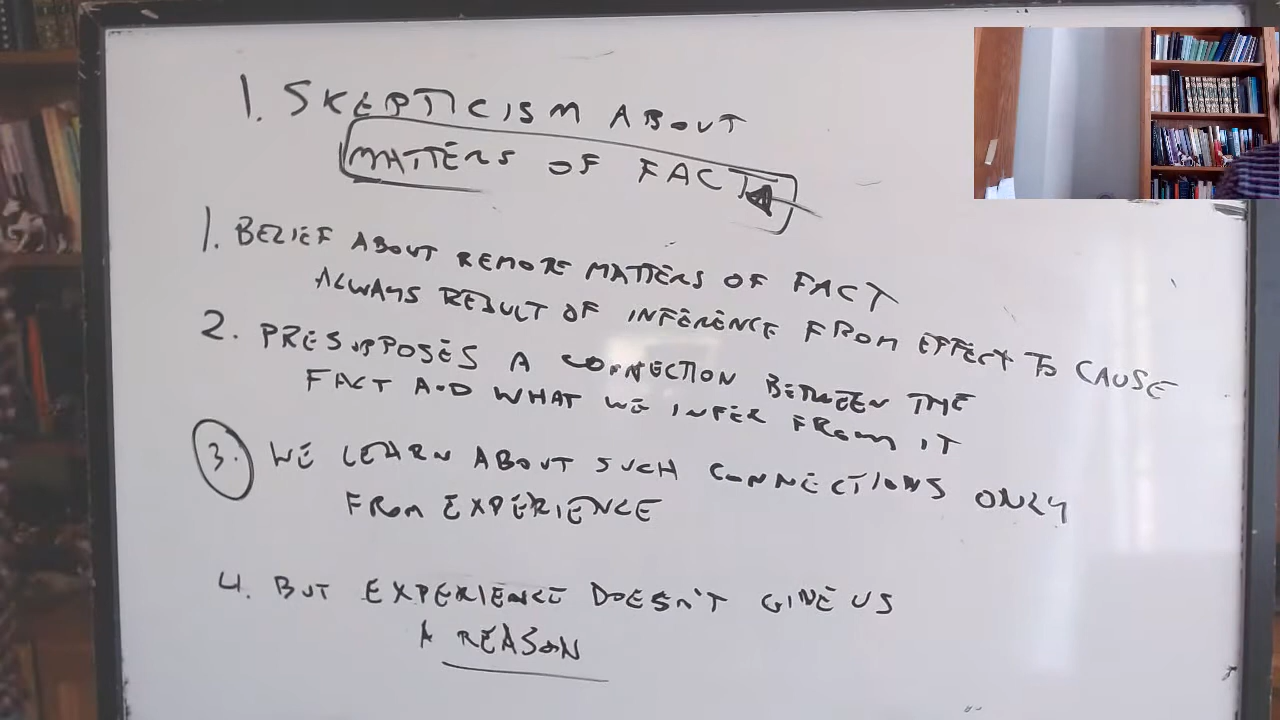 1. SKEPTICISM ABOUT
MATTERS OF FACT
1. BELIEF ABOUT REMOTE MATTERS OF FACT
ALWAYS RESULT OF INFERENCE FROM EFFECT TO CAUSE
2. PRESUPPOSES A CONNECTION BETWEEN THE
FACT AND WHAT WE INFER FROM IT
3. WE LEARN ABOUT SUCH CONNECTIONS ONLY
FROM EXPERIENCE
4. BUT EXPERIENCE DOESN'T GIVE US
A REASON